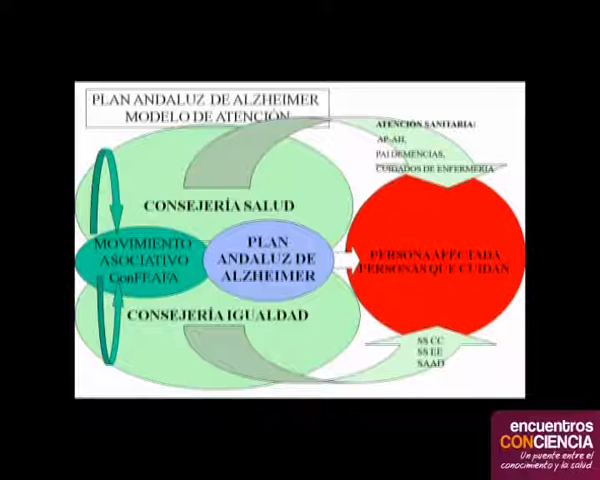 PLAN ANDALUZ DE ALZHEIMER
MODELO DE ATENCIÓN
ATENCIÓN SANITARIA:
AP-AH,
PAI DEMENCIAS,
CUIDADOS DE ENFERMERIA
CONSEJERÍA SALUD
MOVIMIENTO
ASOCIATIVO
ConFEAFA
PLAN
ANDALUZ DE
ALZHEIMER
PERSONA AFECTADA
PERSONAS QUE CUIDAN
CONSEJERÍA IGUALDAD
SS CC
SS EE
SAAD
encuentros
CONCIENCIA
Un puente entre el
conocimiento y la salud